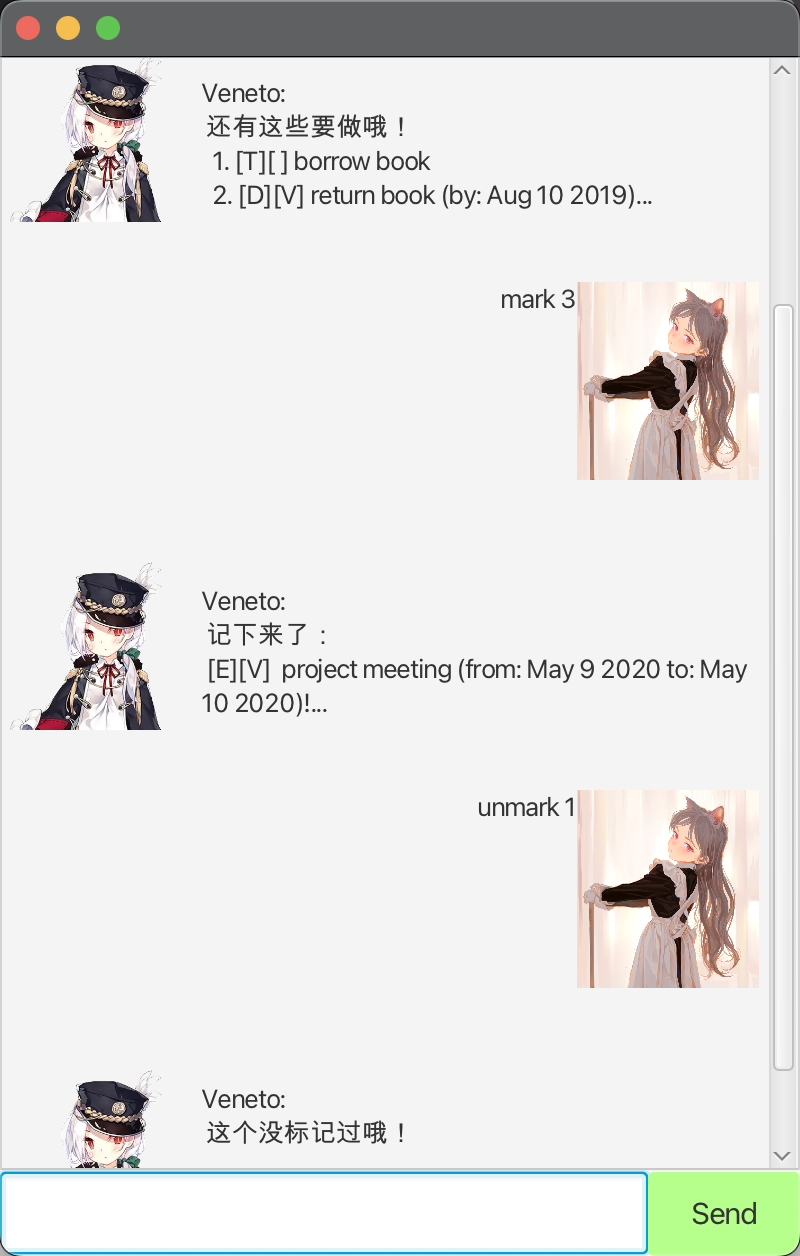 Veneto:
还有这些要做哦！
1. [T][ ] borrow book
2. [D][V] return book (by: Aug 10 2019)...
mark 3
Veneto:
记下来了：
[E][V]  project meeting (from: May 9 2020 to: May
10 2020)!...
unmark 1
Veneto:
这个没标记过哦！
Send